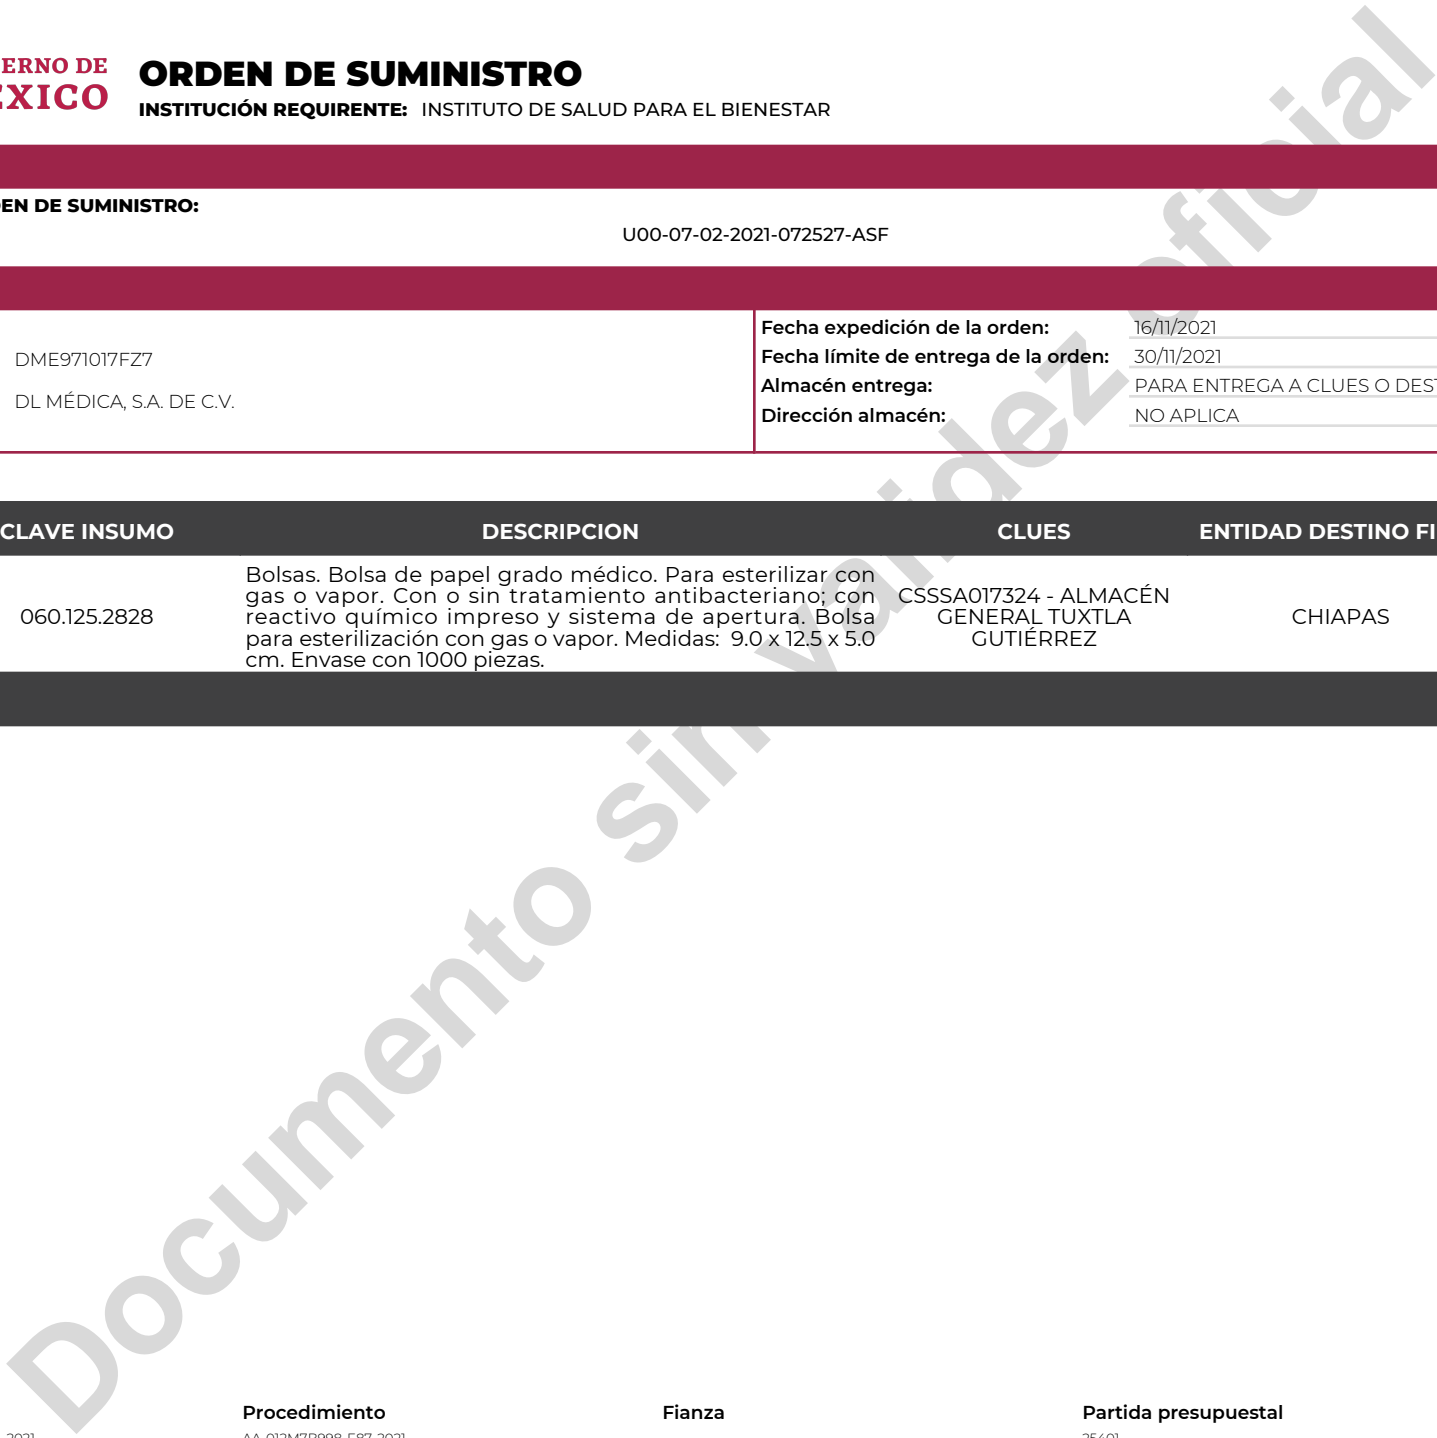 ERNO DE
ORDEN DE SUMINISTRO
INSTITUCIÓN REQUIRENTE: INSTITUTO DE SALUD PARA EL BIENESTAR
EXICO
EN DE SUMINISTRO:
U00-07-02-2021-072527-ASF
DME971017FZ7
DL MÉDICA, S.A. DE C.V.
Fecha expedición de la orden: 16/11/2021
Fecha límite de entrega de la orden: 30/11/2021
Almacén entrega: PARA ENTREGA A CLUES O DEST
Dirección almacén: NO APLICA
CLAVE INSUMO DESCRIPCION CLUES ENTIDAD DESTINO FI
060.125.2828
Bolsas. Bolsa de papel grado médico. Para esterilizar con
gas o vapor. Con o sin tratamiento antibacteriano; con
reactivo químico impreso y sistema de apertura. Bolsa
para esterilización con gas o vapor. Medidas: 9.0 x 12.5 x 5.0
cm. Envase con 1000 piezas.
CSSSA017324 - ALMACÉN
GENERAL TUXTLA
GUTIÉRREZ
CHIAPAS
Documento sin validez oficial
Procedimiento Fianza Partida presupuestal